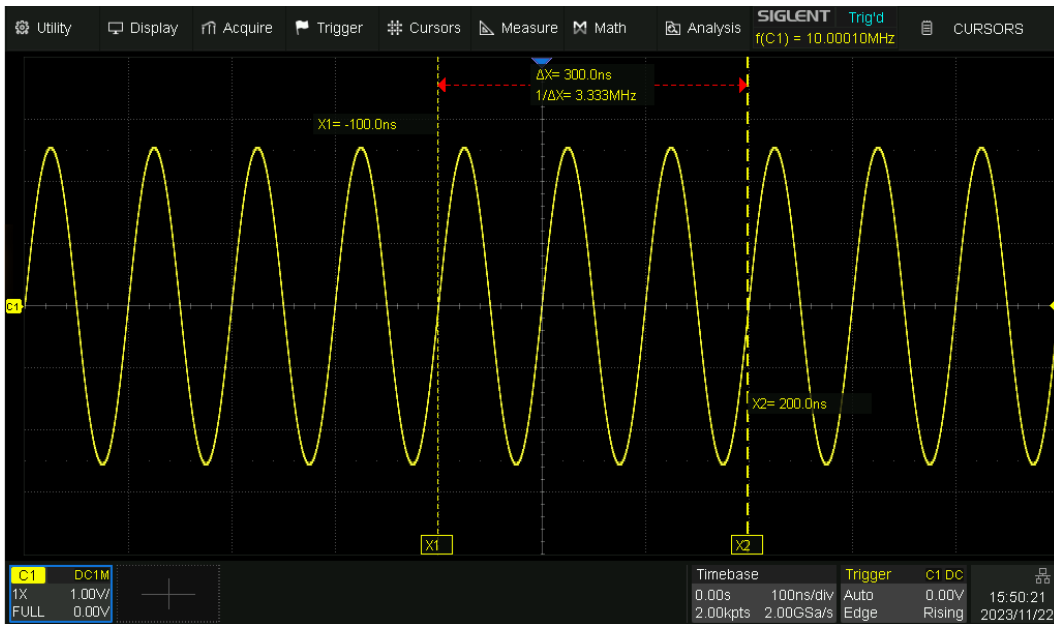 Utility Display Acquire Trigger Cursors Measure Math Analysis SIGLENT Trig'd CURSORS
f(C1) = 10.00010MHz
ΔX= 300.0ns
1/ΔX= 3.333MHz
X1= -100.0ns
C1
X2= 200.0ns
X1 X2
C1 DC1M
1X 1.00V/
FULL 0.00V
Timebase
0.00s 100ns/div
2.00kpts 2.00GSa/s
Trigger C1 DC
Auto 0.00V
Edge Rising
15:50:21
2023/11/22